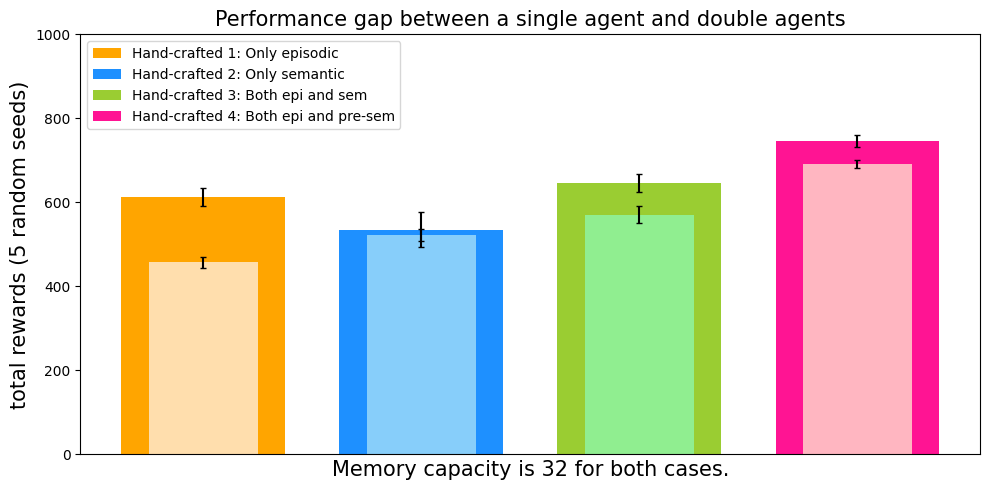 Performance gap between a single agent and double agents
1000
800
600
400
200
0
total rewards (5 random seeds)
Hand-crafted 1: Only episodic
Hand-crafted 2: Only semantic
Hand-crafted 3: Both epi and sem
Hand-crafted 4: Both epi and pre-sem
Memory capacity is 32 for both cases.